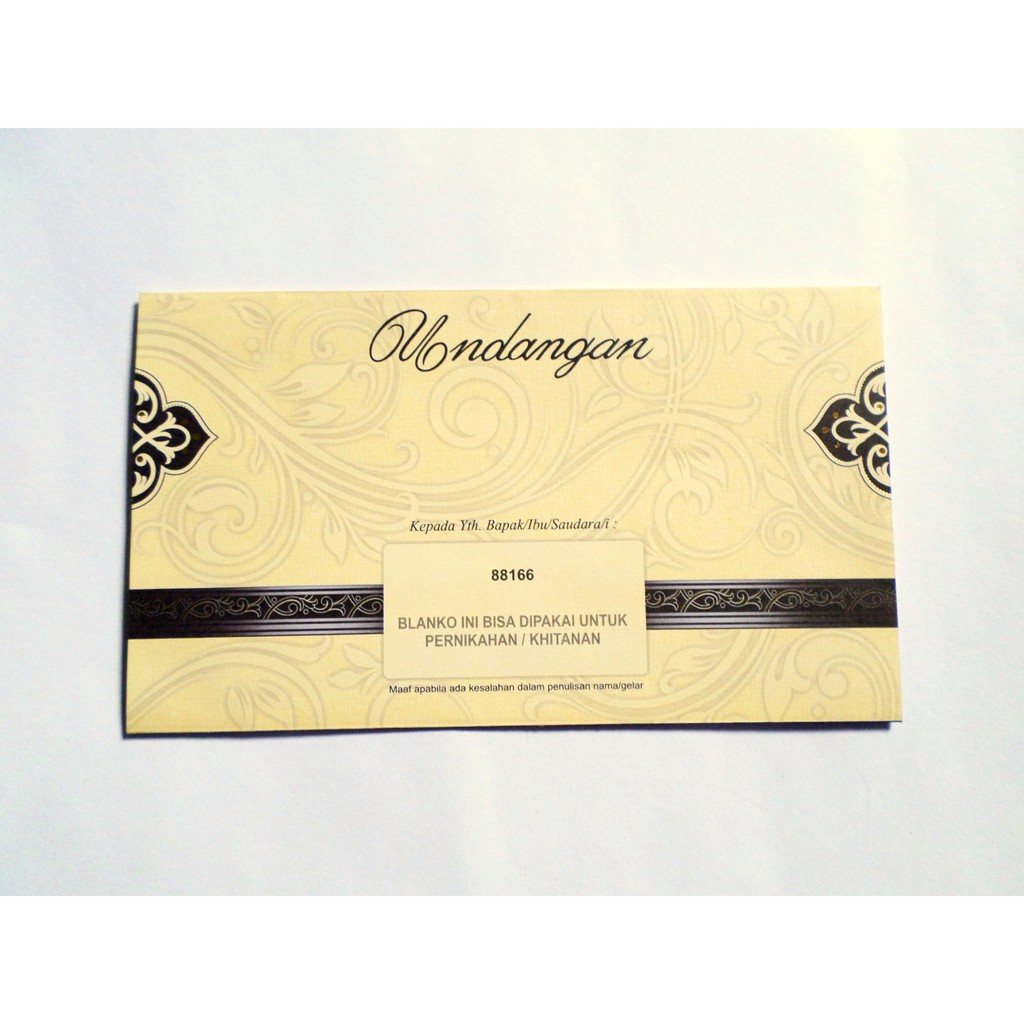 Undangan
Kepada Yth. Bapak/Ibu/Saudara/i :
88166
BLANKO INI BISA DIPAKAI UNTUK
PERNIKAHAN / KHITANAN
Maaf apabila ada kesalahan dalam penulisan nama/gelar